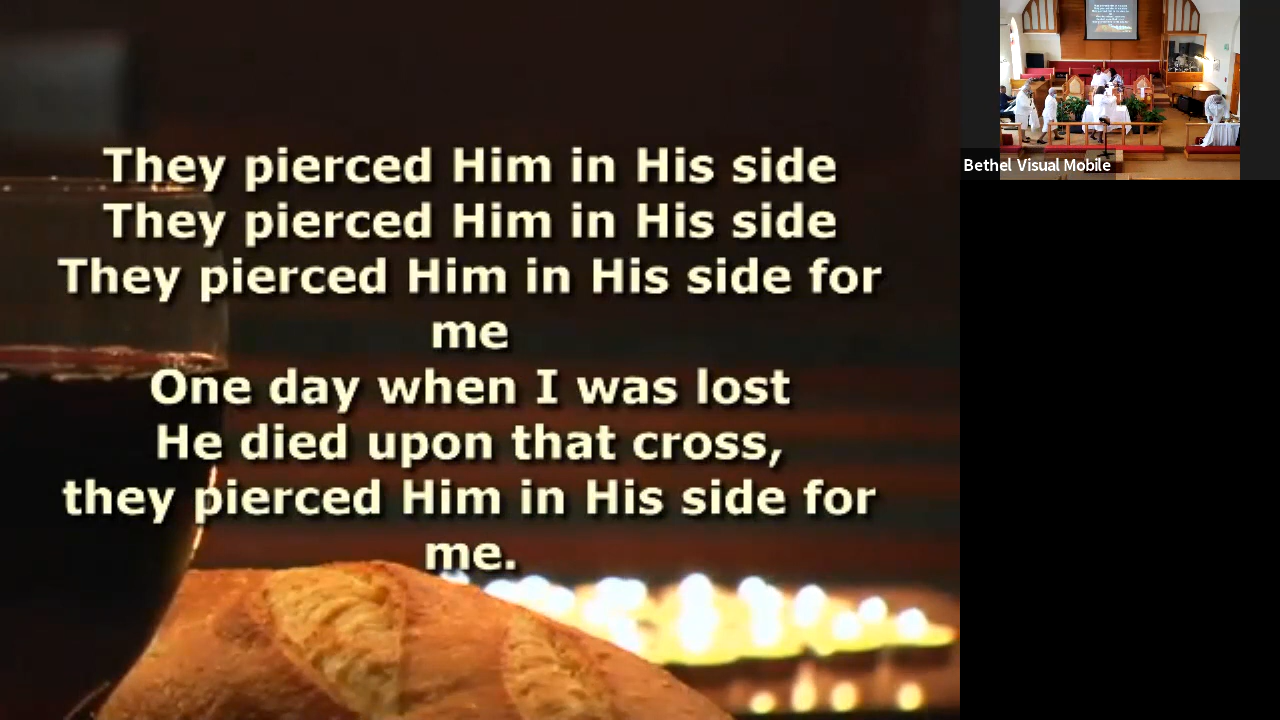 They pierced Him in His side
They pierced Him in His side
They pierced Him in His side for
me
One day when I was lost
He died upon that cross,
they pierced Him in His side for
me.
Bethel Visual Mobile